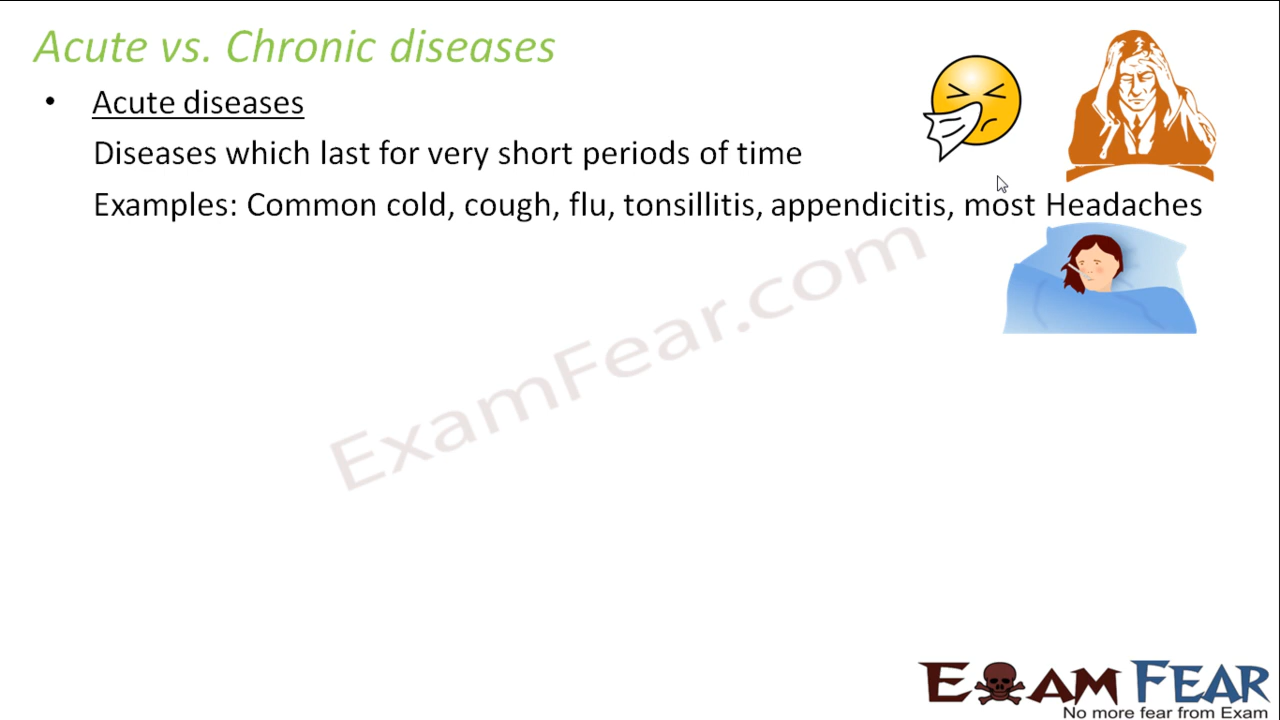 Acute vs. Chronic diseases
• Acute diseases
Diseases which last for very short periods of time
Examples: Common cold, cough, flu, tonsillitis, appendicitis, most Headaches
ExamFear.com
EXAM FEAR
No more fear from Exam